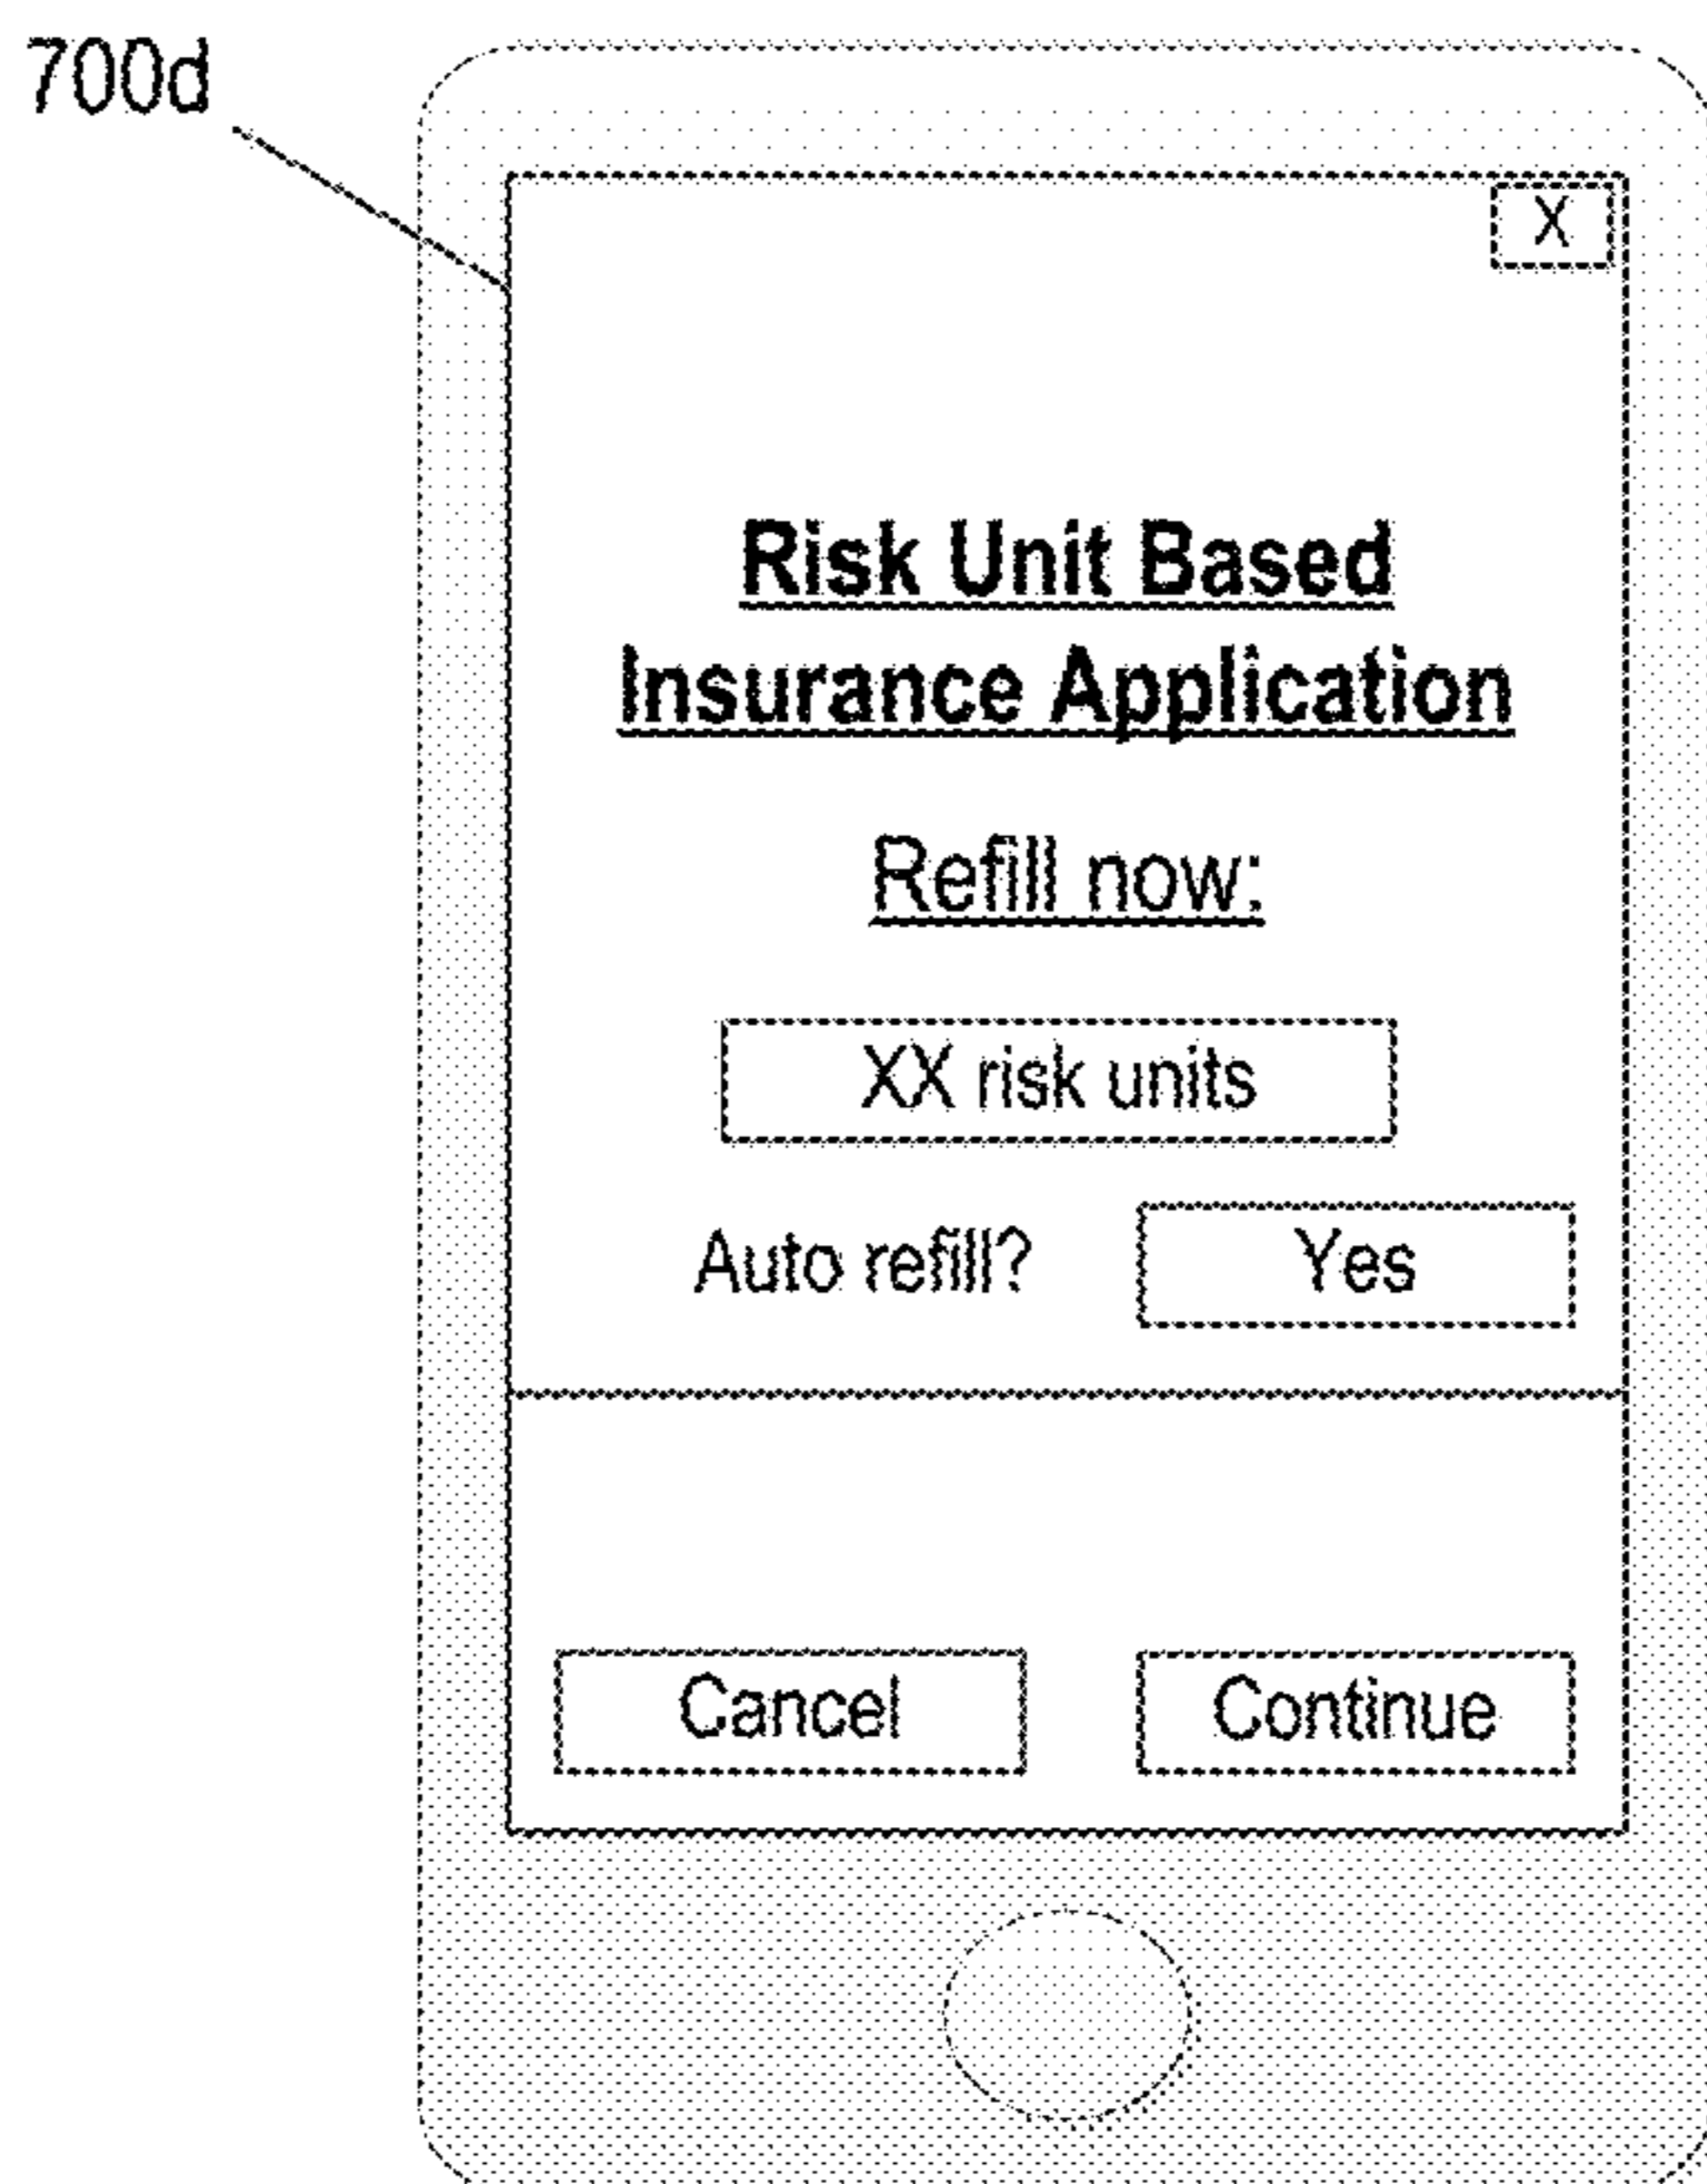 700d
X
Risk Unit Based
Insurance Application
Refill now:
XX risk units
Auto refill? Yes
Cancel Continue